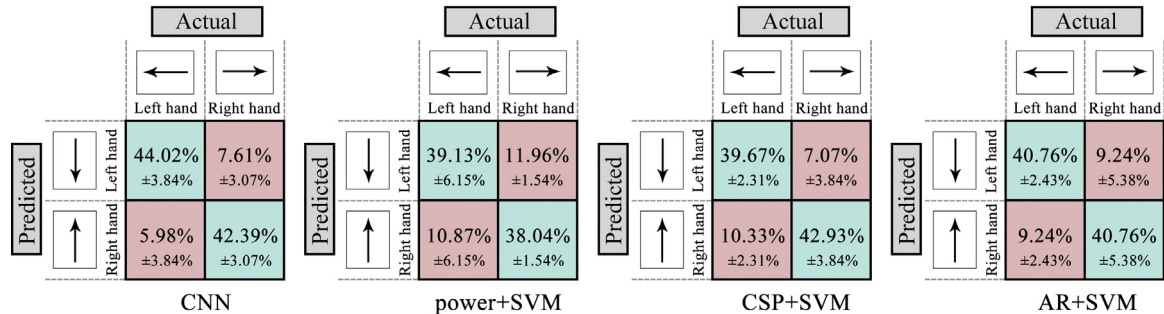 Actual
Actual
Actual
Actual
Left hand Right hand
Left hand Right hand
Left hand Right hand
Left hand Right hand
Predicted
Left hand
44.02% 7.61%
±3.84% ±3.07%
Right hand
5.98% 42.39%
±3.84% ±3.07%
CNN
Predicted
Left hand
39.13% 11.96%
±6.15% ±1.54%
Right hand
10.87% 38.04%
±6.15% ±1.54%
power+SVM
Predicted
Left hand
39.67% 7.07%
±2.31% ±3.84%
Right hand
10.33% 42.93%
±2.31% ±3.84%
CSP+SVM
Predicted
Left hand
40.76% 9.24%
±2.43% ±5.38%
Right hand
9.24% 40.76%
±2.43% ±5.38%
AR+SVM